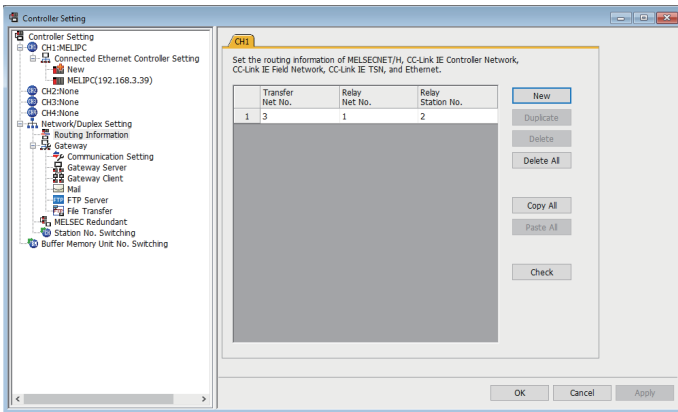 Controller Setting
Controller Setting
CH1:MELIPC
Connected Ethernet Controller Setting
New
MELIPC(192.168.3.39)
CH2:None
CH3:None
CH4:None
Network/Duplex Setting
Routing Information
Gateway
Communication Setting
Gateway Server
Gateway Client
Mail
FTP Server
File Transfer
MELSEC Redundant
Station No. Switching
Buffer Memory Unit No. Switching
CH1
Set the routing information of MELSECNET/H, CC-Link IE Controller Network,
CC-Link IE Field Network, CC-Link IE TSN, and Ethernet.
Transfer Net No. Relay Net No. Relay Station No.
1 3 1 2
New
Duplicate
Delete
Delete All
Copy All
Paste All
Check
OK Cancel Apply